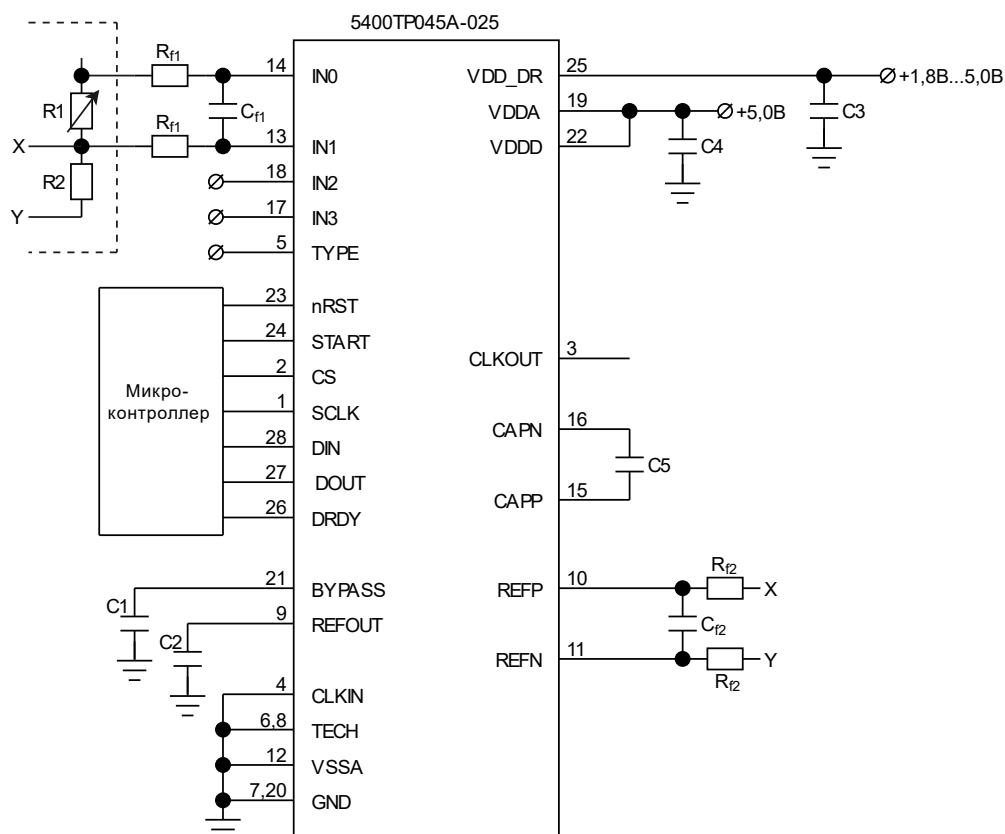 5400TP045A-025
R1
X
R2
Y
Rf1
Cf1
Rf1
14 IN0
13 IN1
18 IN2
17 IN3
5 TYPE
Микро-
контроллер
23 nRST
24 START
2 CS
1 SCLK
28 DIN
27 DOUT
26 DRDY
C1
21 BYPASS
C2
9 REFOUT
4 CLKIN
6,8 TECH
12 VSSA
7,20 GND
VDD_DR 25
+1,8В...5,0В
C3
VDDA 19
+5,0В
VDDD 22
C4
CLKOUT 3
CAPN 16
C5
CAPP 15
REFP 10
Rf2
X
Cf2
REFN 11
Y
Rf2